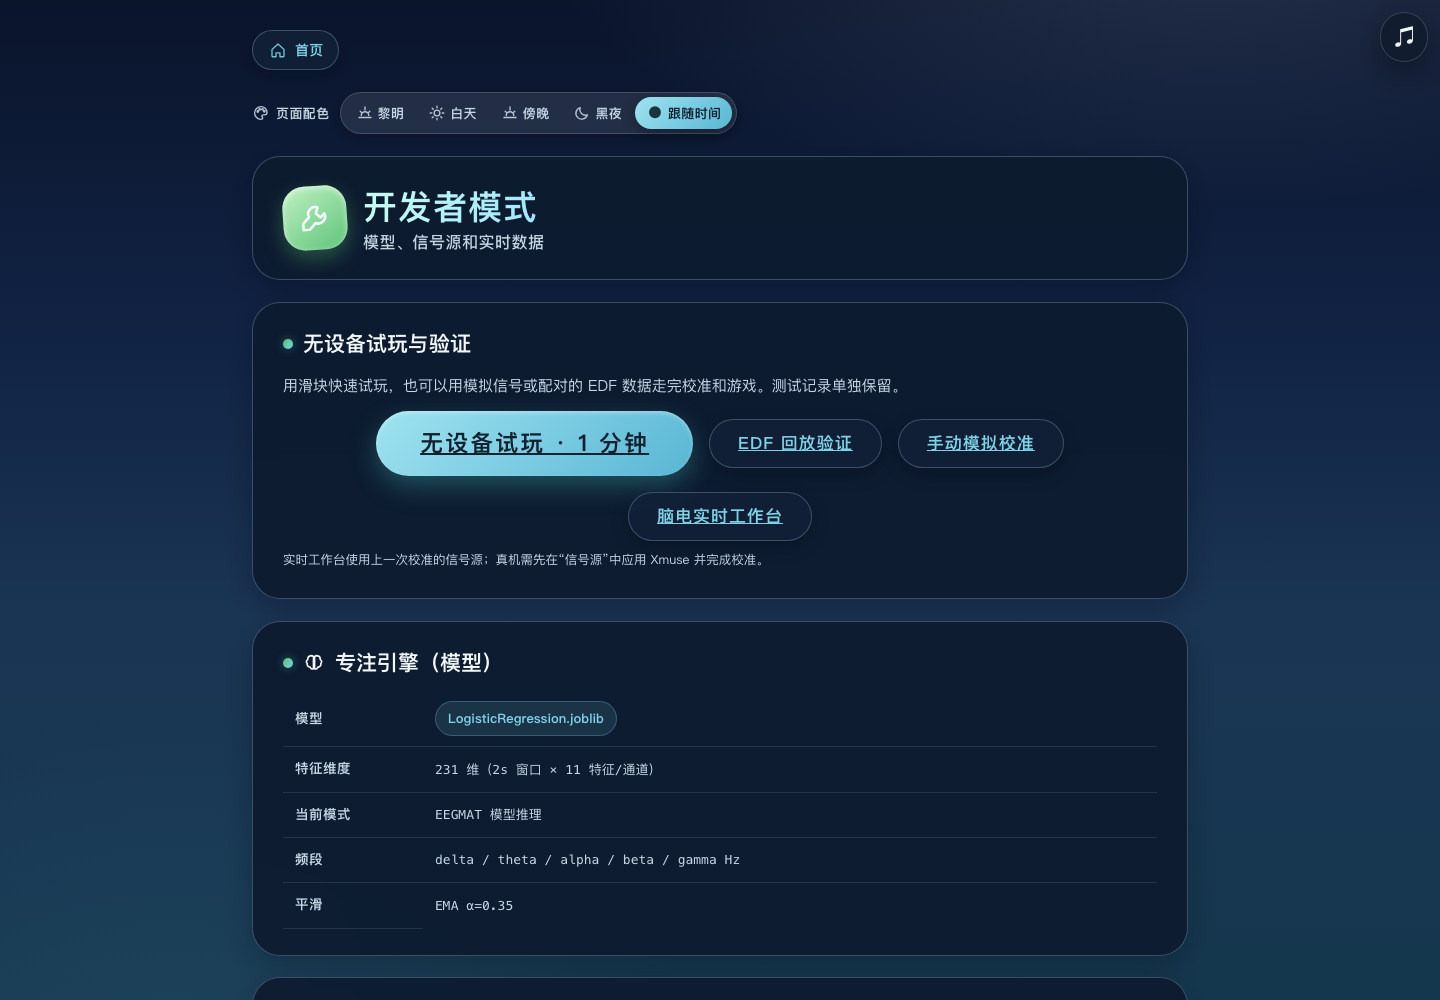 首页
页面配色
黎明
白天
傍晚
黑夜
跟随时间
开发者模式
模型、信号源和实时数据
无设备试玩与验证
用滑块快速试玩，也可以用模拟信号或配对的 EDF 数据走完校准和游戏。测试记录单独保留。
无设备试玩 · 1 分钟
EDF 回放验证
手动模拟校准
脑电实时工作台
实时工作台使用上一次校准的信号源；真机需先在“信号源”中应用 Xmuse 并完成校准。
专注引擎（模型）
模型
LogisticRegression.joblib
特征维度
231 维（2s 窗口 × 11 特征/通道）
当前模式
EEGMAT 模型推理
频段
delta / theta / alpha / beta / gamma Hz
平滑
EMA α=0.35